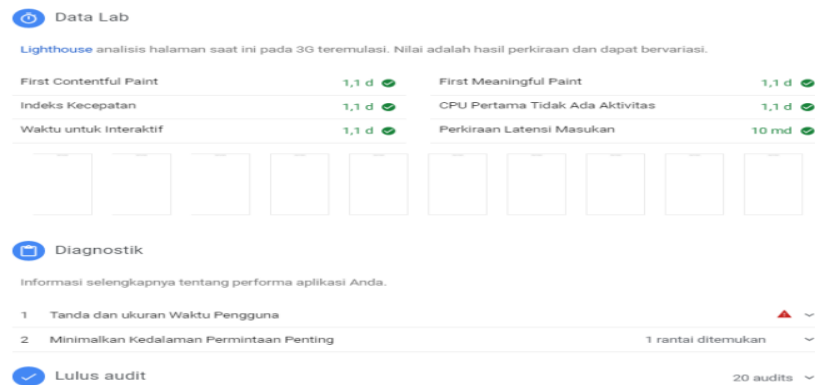 Data Lab
Lighthouse analisis halaman saat ini pada 3G teremulasi. Nilai adalah hasil perkiraan dan dapat bervariasi.
First Contentful Paint 1,1 d
First Meaningful Paint 1,1 d
Indeks Kecepatan 1,1 d
CPU Pertama Tidak Ada Aktivitas 1,1 d
Waktu untuk Interaktif 1,1 d
Perkiraan Latensi Masukan 10 md
Diagnostik
Informasi selengkapnya tentang performa aplikasi Anda.
1 Tanda dan ukuran Waktu Pengguna
2 Minimalkan Kedalaman Permintaan Penting 1 rantai ditemukan
Lulus audit 20 audits